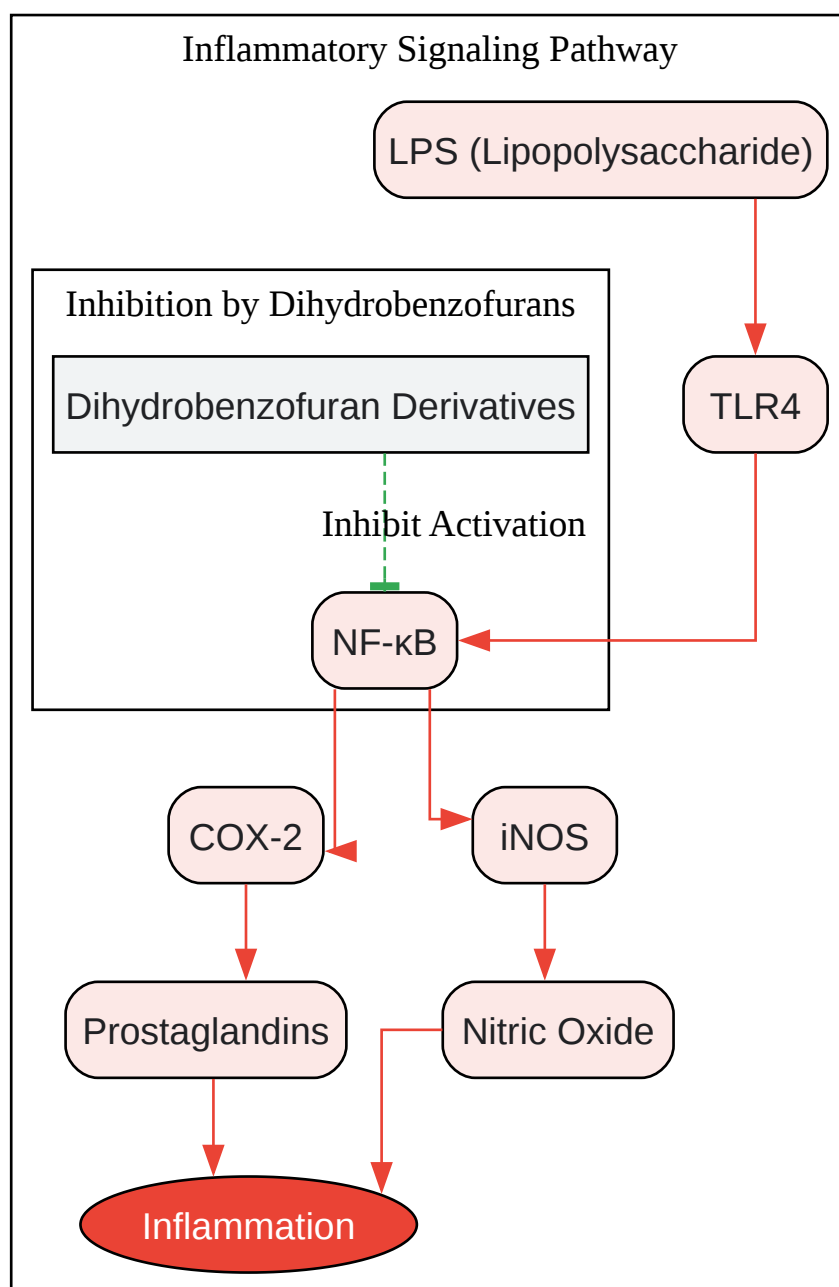 Inflammatory Signaling Pathway
LPS (Lipopolysaccharide)
Inhibition by Dihydrobenzofurans
Dihydrobenzofuran Derivatives
TLR4
Inhibit Activation
NF-κB
COX-2
iNOS
Prostaglandins
Nitric Oxide
Inflammation